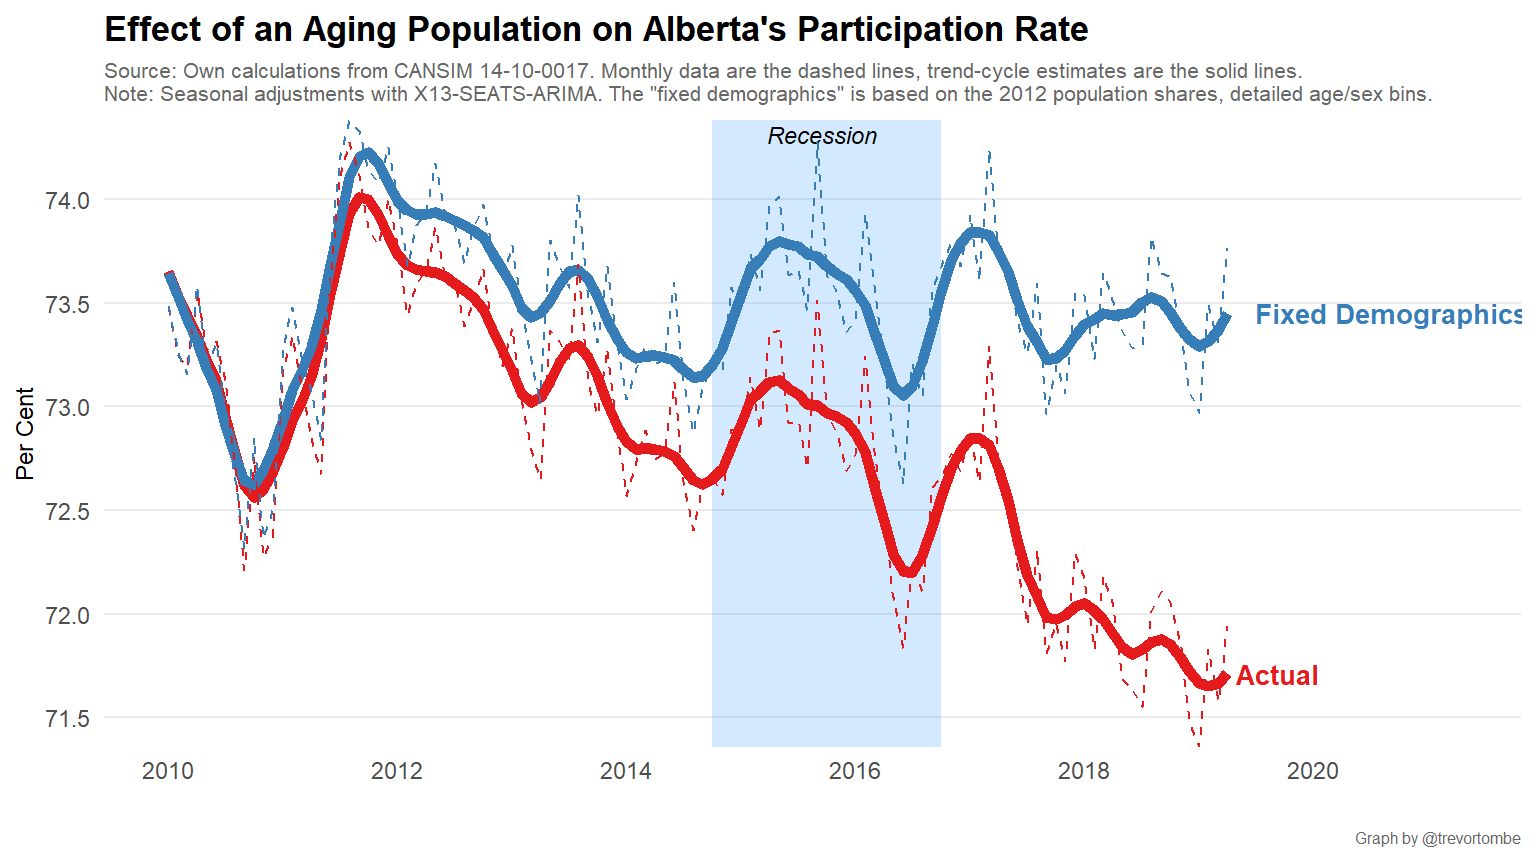 Effect of an Aging Population on Alberta's Participation Rate
Source: Own calculations from CANSIM 14-10-0017. Monthly data are the dashed lines, trend-cycle estimates are the solid lines.
Note: Seasonal adjustments with X13-SEATS-ARIMA. The "fixed demographics" is based on the 2012 population shares, detailed age/sex bins.
Recession
74.0
73.5
Fixed Demographics
73.0
Per Cent
72.5
72.0
Actual
71.5
2010 2012 2014 2016 2018 2020
Graph by @trevortombe